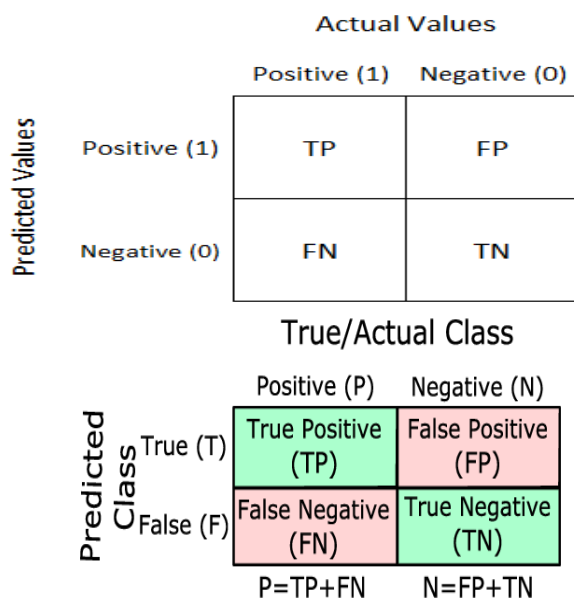 Actual Values
Positive (1) Negative (0)
Predicted Values
Positive (1) TP FP
Negative (0) FN TN
True/Actual Class
Positive (P) Negative (N)
Predicted
Class
True (T) True Positive False Positive
(TP) (FP)
False (F) False Negative True Negative
(FN) (TN)
P=TP+FN N=FP+TN